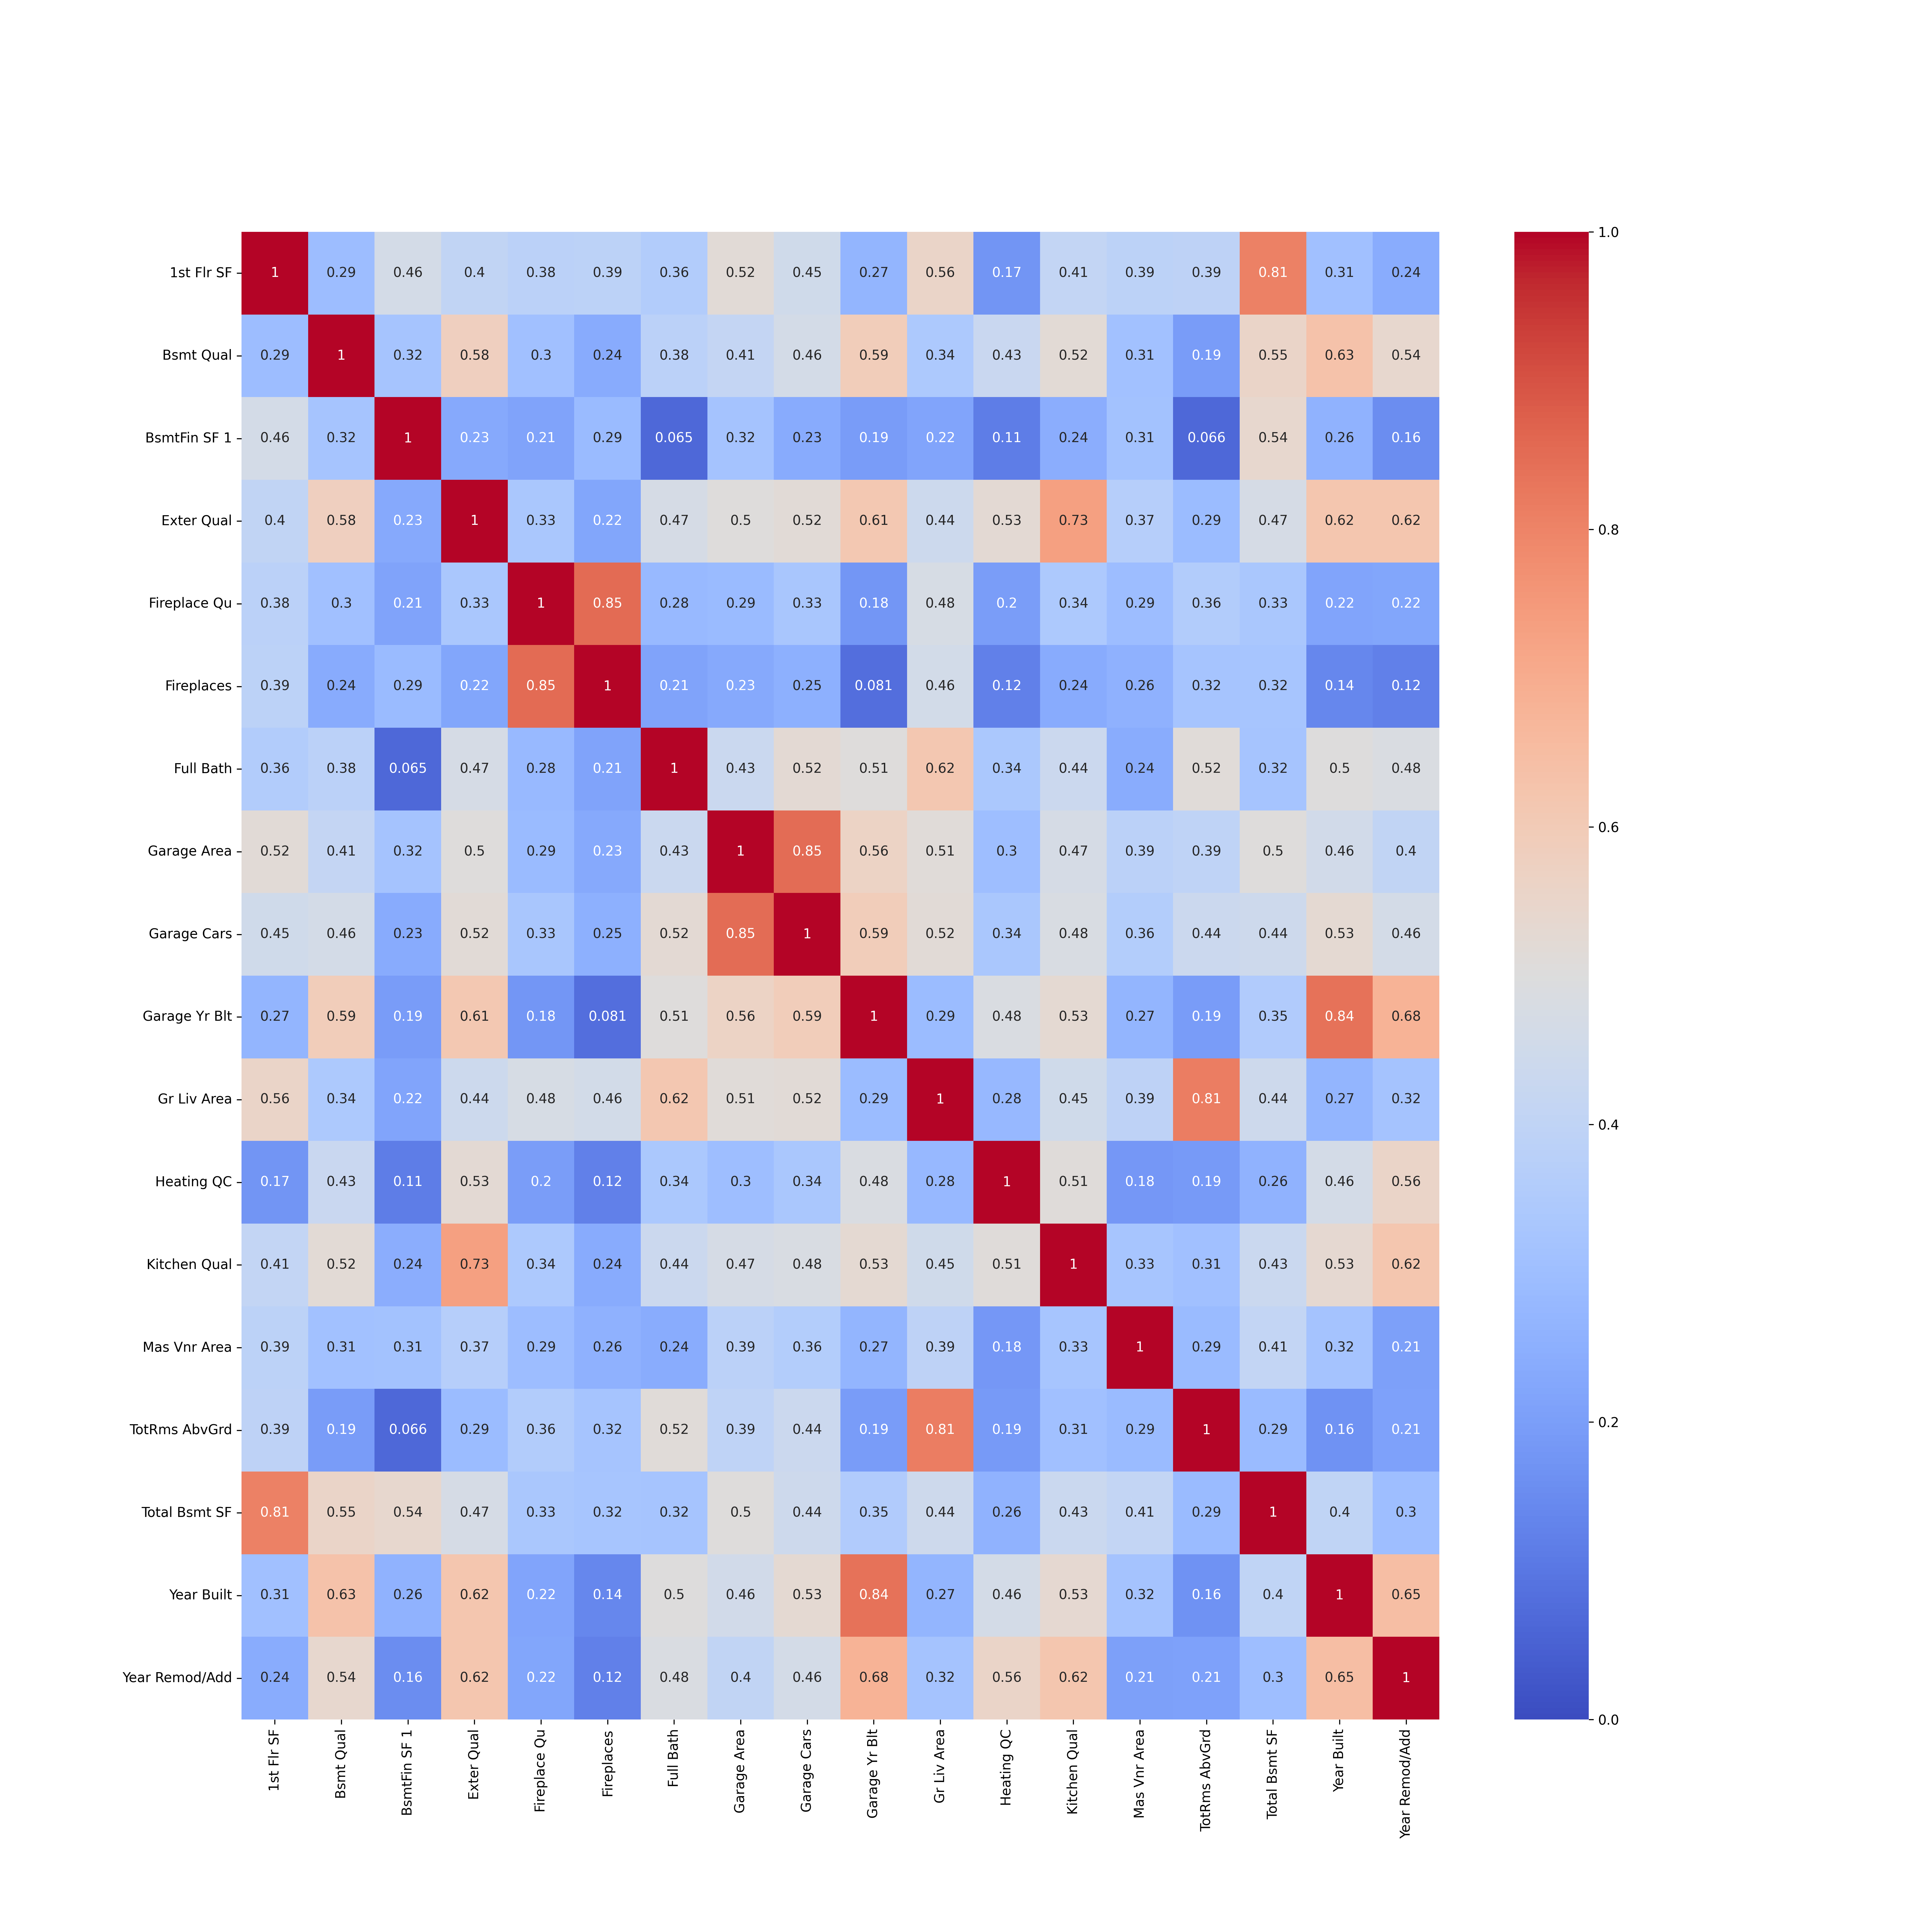 1st Flr SF 1 0.29 0.46 0.4 0.38 0.39 0.36 0.52 0.45 0.27 0.56 0.17 0.41 0.39 0.39 0.81 0.31 0.24
Bsmt Qual 0.29 1 0.32 0.58 0.3 0.24 0.38 0.41 0.46 0.59 0.34 0.43 0.52 0.31 0.19 0.55 0.63 0.54
BsmtFin SF 1 0.46 0.32 1 0.23 0.21 0.29 0.065 0.32 0.23 0.19 0.22 0.11 0.24 0.31 0.066 0.54 0.26 0.16
Exter Qual 0.4 0.58 0.23 1 0.33 0.22 0.47 0.5 0.52 0.61 0.44 0.53 0.73 0.37 0.29 0.47 0.62 0.62
Fireplace Qu 0.38 0.3 0.21 0.33 1 0.85 0.28 0.29 0.33 0.18 0.48 0.2 0.34 0.29 0.36 0.33 0.22 0.22
Fireplaces 0.39 0.24 0.29 0.22 0.85 1 0.21 0.23 0.25 0.081 0.46 0.12 0.24 0.26 0.32 0.32 0.14 0.12
Full Bath 0.36 0.38 0.065 0.47 0.28 0.21 1 0.43 0.52 0.51 0.62 0.34 0.44 0.24 0.52 0.32 0.5 0.48
Garage Area 0.52 0.41 0.32 0.5 0.29 0.23 0.43 1 0.85 0.56 0.51 0.3 0.47 0.39 0.39 0.5 0.46 0.4
Garage Cars 0.45 0.46 0.23 0.52 0.33 0.25 0.52 0.85 1 0.59 0.52 0.34 0.48 0.36 0.44 0.44 0.53 0.46
Garage Yr Blt 0.27 0.59 0.19 0.61 0.18 0.081 0.51 0.56 0.59 1 0.29 0.48 0.53 0.27 0.19 0.35 0.84 0.68
Gr Liv Area 0.56 0.34 0.22 0.44 0.48 0.46 0.62 0.51 0.52 0.29 1 0.28 0.45 0.39 0.81 0.44 0.27 0.32
Heating QC 0.17 0.43 0.11 0.53 0.2 0.12 0.34 0.3 0.34 0.48 0.28 1 0.51 0.18 0.19 0.26 0.46 0.56
Kitchen Qual 0.41 0.52 0.24 0.73 0.34 0.24 0.44 0.47 0.48 0.53 0.45 0.51 1 0.33 0.31 0.43 0.53 0.62
Mas Vnr Area 0.39 0.31 0.31 0.37 0.29 0.26 0.24 0.39 0.36 0.27 0.39 0.18 0.33 1 0.29 0.41 0.32 0.21
TotRms AbvGrd 0.39 0.19 0.066 0.29 0.36 0.32 0.52 0.39 0.44 0.19 0.81 0.19 0.31 0.29 1 0.29 0.16 0.21
Total Bsmt SF 0.81 0.55 0.54 0.47 0.33 0.32 0.32 0.5 0.44 0.35 0.44 0.26 0.43 0.41 0.29 1 0.4 0.3
Year Built 0.31 0.63 0.26 0.62 0.22 0.14 0.5 0.46 0.53 0.84 0.27 0.46 0.53 0.32 0.16 0.4 1 0.65
Year Remod/Add 0.24 0.54 0.16 0.62 0.22 0.12 0.48 0.4 0.46 0.68 0.32 0.56 0.62 0.21 0.21 0.3 0.65 1
1st Flr SF
Bsmt Qual
BsmtFin SF 1
Exter Qual
Fireplace Qu
Fireplaces
Full Bath
Garage Area
Garage Cars
Garage Yr Blt
Gr Liv Area
Heating QC
Kitchen Qual
Mas Vnr Area
TotRms AbvGrd
Total Bsmt SF
Year Built
Year Remod/Add
1.0
0.8
0.6
0.4
0.2
0.0